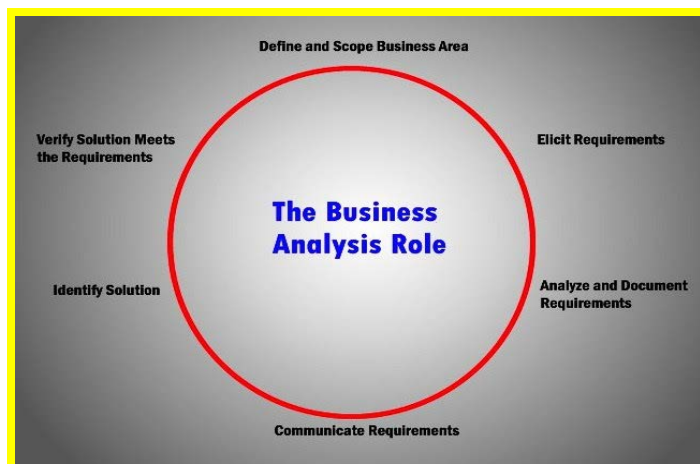 Define and Scope Business Area
Elicit Requirements
Analyze and Document
Requirements
Communicate Requirements
Identify Solution
Verify Solution Meets
the Requirements
The Business
Analysis Role